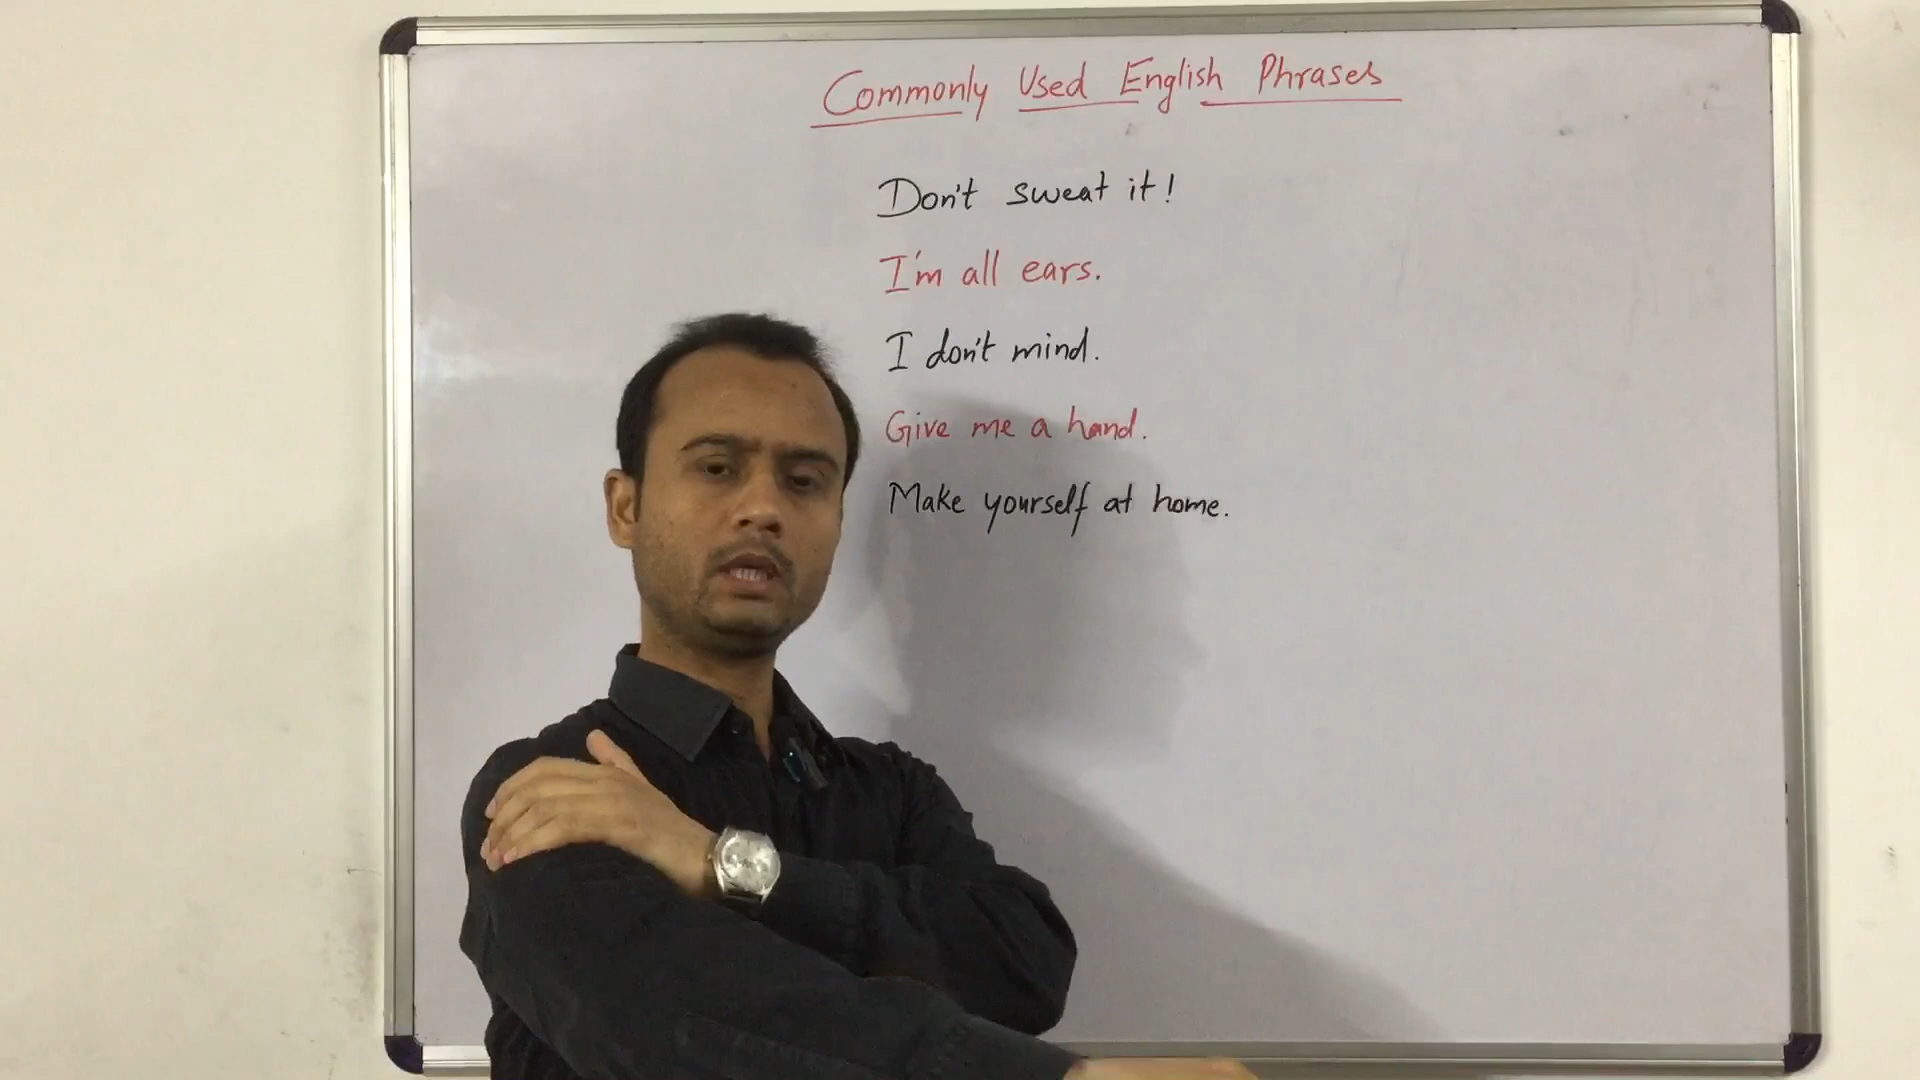 Commonly Used English Phrases
Don't sweat it!
I'm all ears.
I don't mind.
Give me a hand.
Make yourself at home.